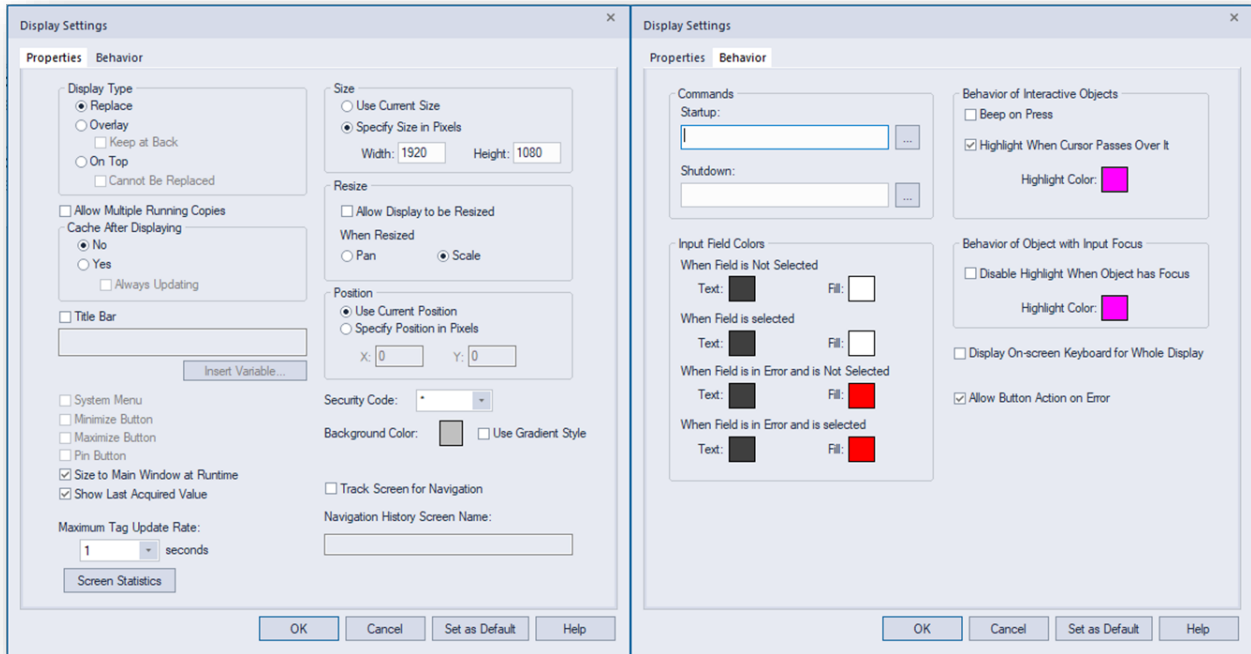 Display Settings
Properties Behavior
Display Type
Replace
Overlay
Keep at Back
On Top
Cannot Be Replaced
Allow Multiple Running Copies
Cache After Displaying
No
Yes
Always Updating
Title Bar
Insert Variable...
System Menu
Minimize Button
Maximize Button
Pin Button
Size to Main Window at Runtime
Show Last Acquired Value
Maximum Tag Update Rate:
1 seconds
Screen Statistics
Size
Use Current Size
Specify Size in Pixels
Width: 1920 Height: 1080
Resize
Allow Display to be Resized
When Resized
Pan Scale
Position
Use Current Position
Specify Position in Pixels
X: 0 Y: 0
Security Code: *
Background Color: Use Gradient Style
Track Screen for Navigation
Navigation History Screen Name:
OK Cancel Set as Default Help
Display Settings
Properties Behavior
Commands
Startup:
...
Shutdown:
...
Input Field Colors
When Field is Not Selected
Text: Fill:
When Field is selected
Text: Fill:
When Field is in Error and is Not Selected
Text: Fill:
When Field is in Error and is selected
Text: Fill:
Behavior of Interactive Objects
Beep on Press
Highlight When Cursor Passes Over It
Highlight Color:
Behavior of Object with Input Focus
Disable Highlight When Object has Focus
Highlight Color:
Display On-screen Keyboard for Whole Display
Allow Button Action on Error
OK Cancel Set as Default Help